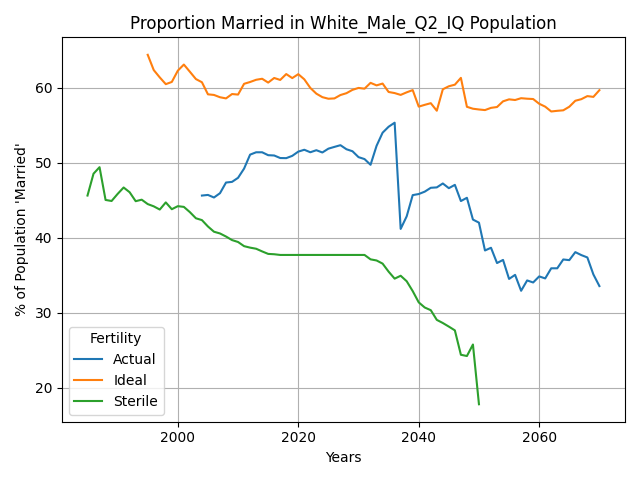 Proportion Married in White_Male_Q2_IQ Population
% of Population 'Married'
60
50
40
30
20
Fertility
Actual
Ideal
Sterile
2000
2020
2040
2060
Years